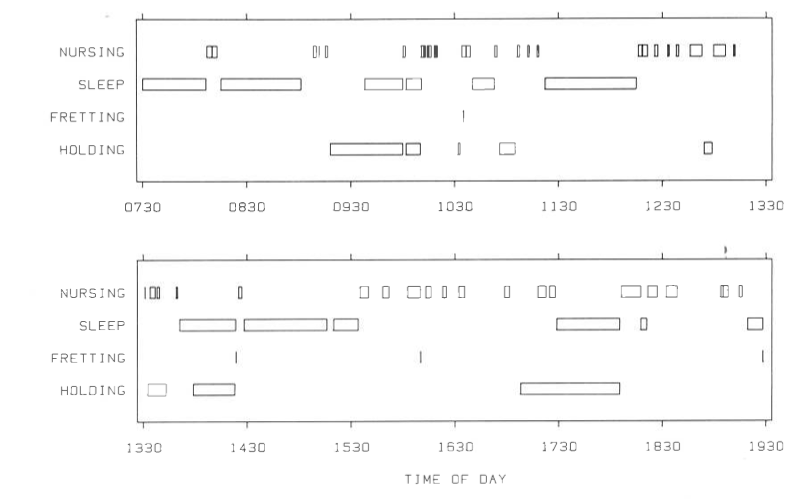 NURSING
SLEEP
FRETTING
HOLDING
0730 0830 0930 1030 1130 1230 1330
NURSING
SLEEP
FRETTING
HOLDING
1330 1430 1530 1630 1730 1830 1930
TIME OF DAY